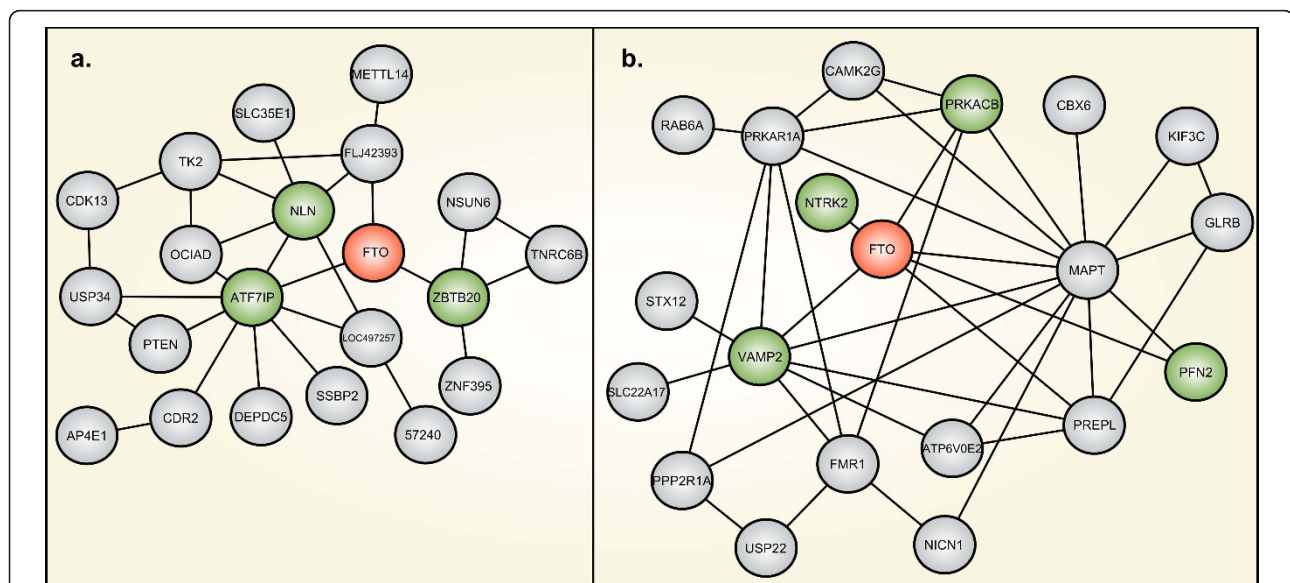 a.
METTL14
SLC35E1
TK2
FLJ42393
CDK13
NLN
NSUN6
OCIAD
FTO
TNRC6B
USP34
ATF7IP
ZBTB20
PTEN
LOC497257
SSBP2
ZNF395
CDR2
DEPDC5
AP4E1
57240
b.
CAMK2G
PRKACB
CBX6
RAB6A
PRKAR1A
KIF3C
NTRK2
GLRB
FTO
MAPT
STX12
VAMP2
PFN2
SLC22A17
PREPL
ATP6V0E2
FMR1
PPP2R1A
USP22
NICN1